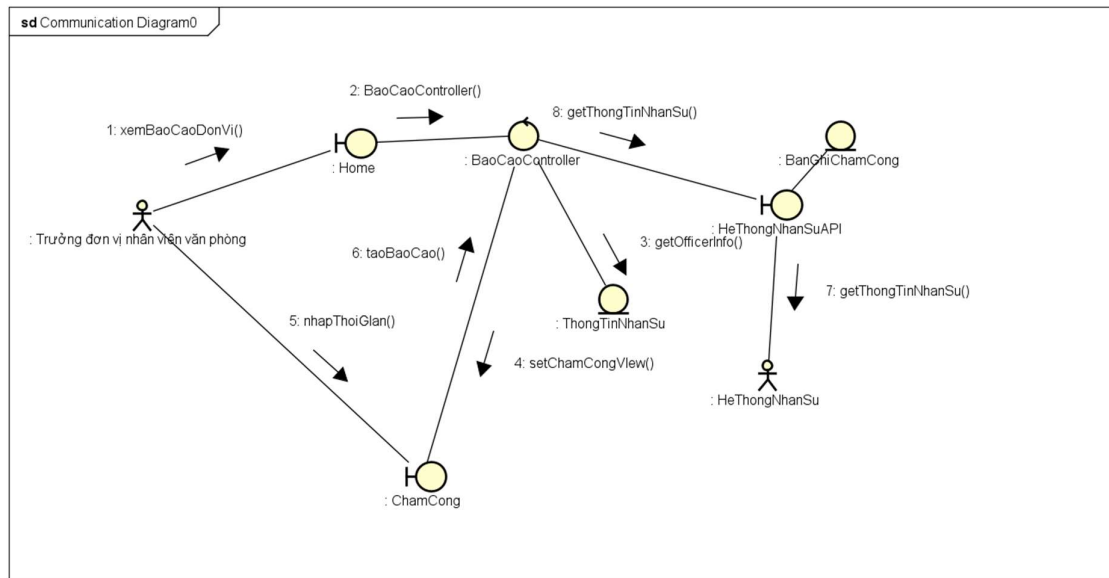 sd Communication Diagram0
2: BaoCaoController()
8: getThongTinNhanSu()
1: xemBaoCaoDonVi()
: BanGhiChamCong
: Home
: BaoCaoController
: HeThongNhanSuAPI
: Trưởng đơn vị nhân viên văn phòng
6: taoBaoCao()
3: getOfficerInfo()
7: getThongTinNhanSu()
5: nhapThoiGIan()
: ThongTinNhanSu
4: setChamCongVIew()
: HeThongNhanSu
: ChamCong